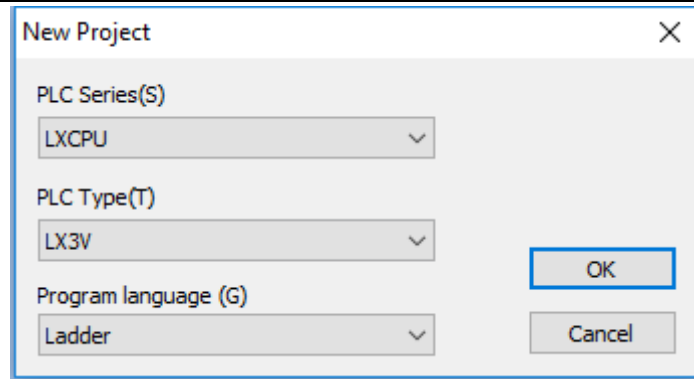 New Project
PLC Series(S)
LXCPU
PLC Type(T)
LX3V
Program language (G)
Ladder
OK
Cancel